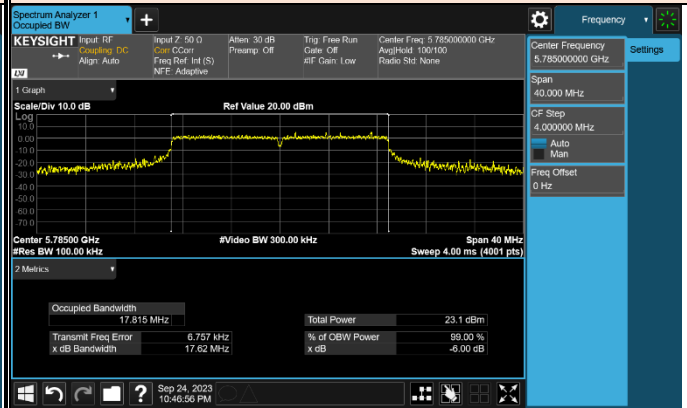 Spectrum Analyzer 1
Occupied BW
Frequency
KEYSIGHT
Input: RF
Coupling: DC
Align: Auto
Input Z: 50 Ω
Corr CCorr
Freq Ref: Int (S)
NFE: Adaptive
Atten: 30 dB
Preamp: Off
Trig: Free Run
Gate: Off
#IF Gain: Low
Center Freq: 5.785000000 GHz
Avg|Hold: 100/100
Radio Std: None
LXI
Center Frequency
5.785000000 GHz
Settings
Span
40.000 MHz
CF Step
4.000000 MHz
Auto
Man
Freq Offset
0 Hz
1 Graph
Scale/Div 10.0 dB
Ref Value 20.00 dBm
Log
10.0
0.00
-10.0
-20.0
-30.0
-40.0
-50.0
-60.0
-70.0
Center 5.78500 GHz
#Video BW 300.00 kHz
Span 40 MHz
#Res BW 100.00 kHz
Sweep 4.00 ms (4001 pts)
2 Metrics
Occupied Bandwidth
17.815 MHz
Total Power 23.1 dBm
Transmit Freq Error 6.757 kHz
% of OBW Power 99.00 %
x dB Bandwidth 17.62 MHz
x dB -6.00 dB
?
Sep 24, 2023
10:46:56 PM